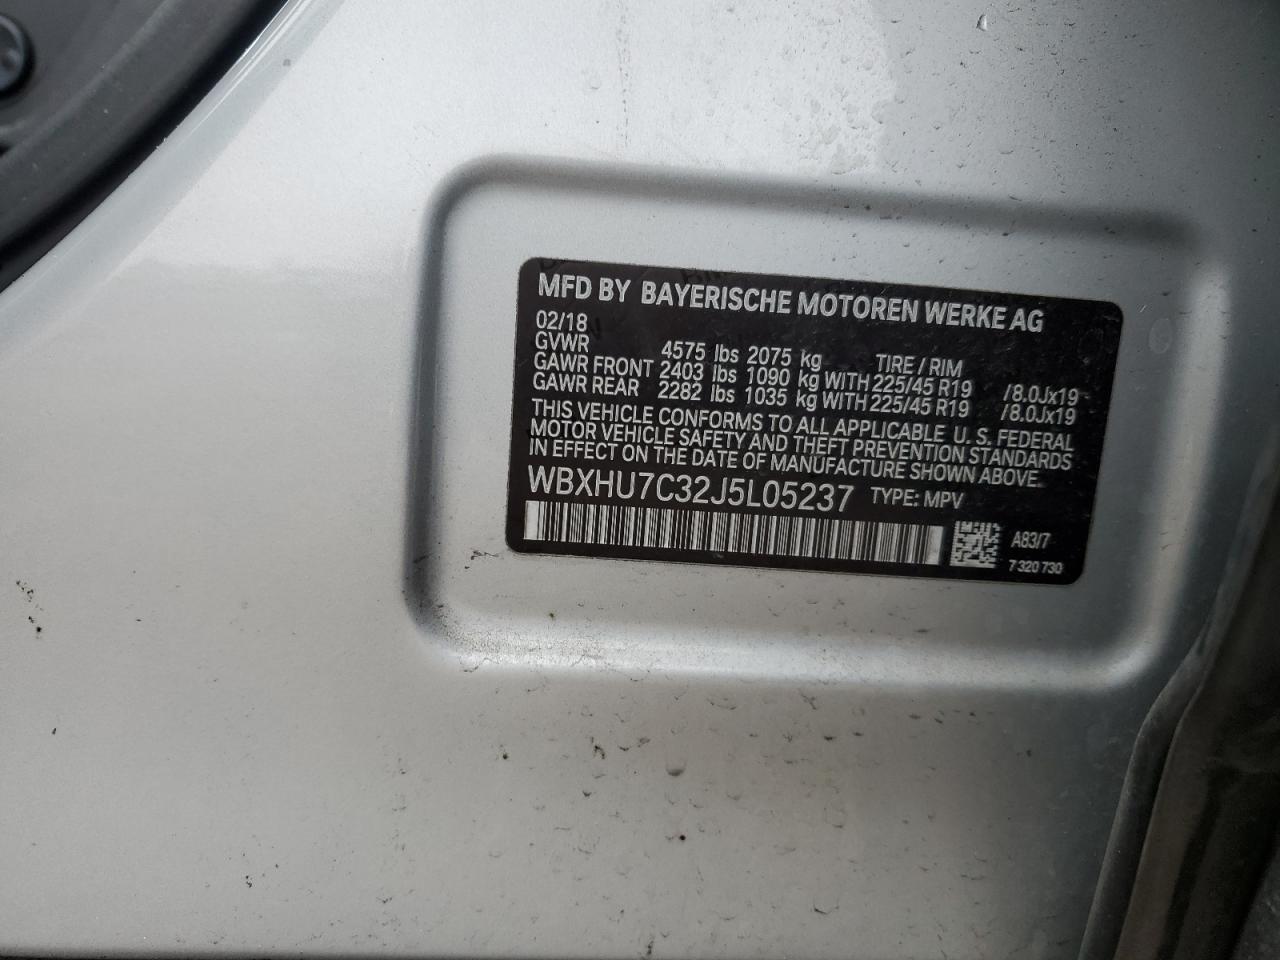 MFD BY BAYERISCHE MOTOREN WERKE AG
02/18
GVWR 4575 lbs 2075 kg TIRE / RIM
GAWR FRONT 2403 lbs 1090 kg WITH 225/45 R19 /8.0Jx19
GAWR REAR 2282 lbs 1035 kg WITH 225/45 R19 /8.0Jx19
THIS VEHICLE CONFORMS TO ALL APPLICABLE U. S. FEDERAL
MOTOR VEHICLE SAFETY AND THEFT PREVENTION STANDARDS
IN EFFECT ON THE DATE OF MANUFACTURE SHOWN ABOVE.
WBXHU7C32J5L05237 TYPE: MPV
A83/7
7 320 730